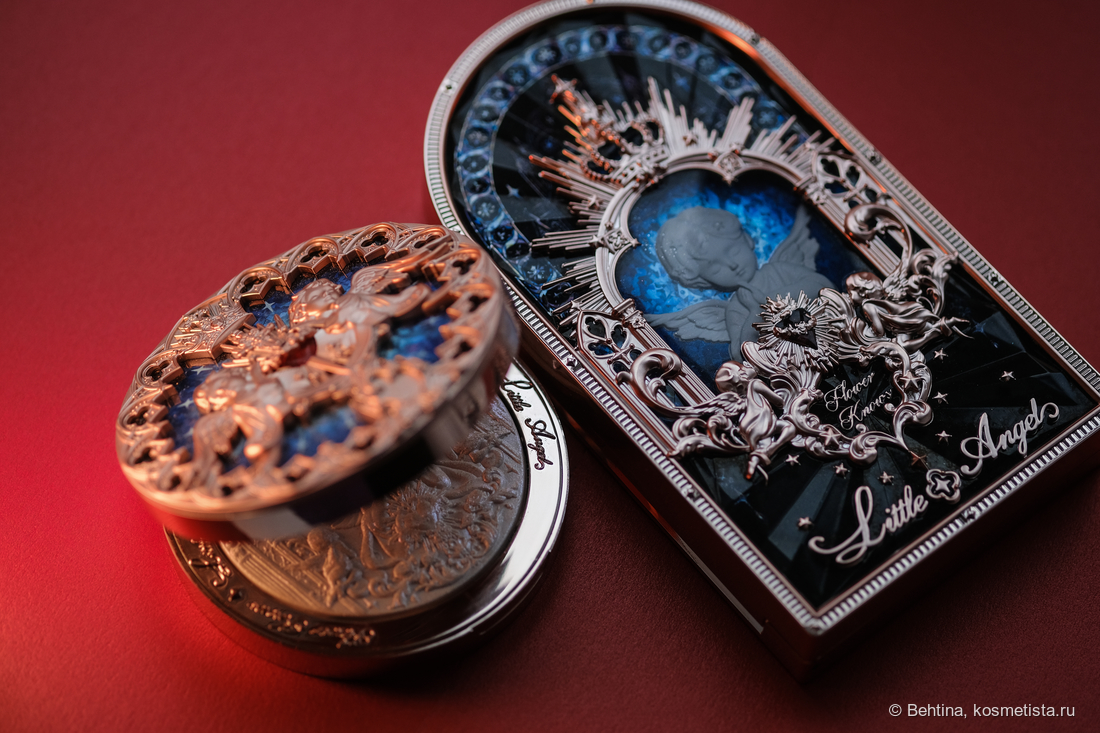 Flower
Knows
Little Angel
Little Angel
© Behtina, kosmetista.ru